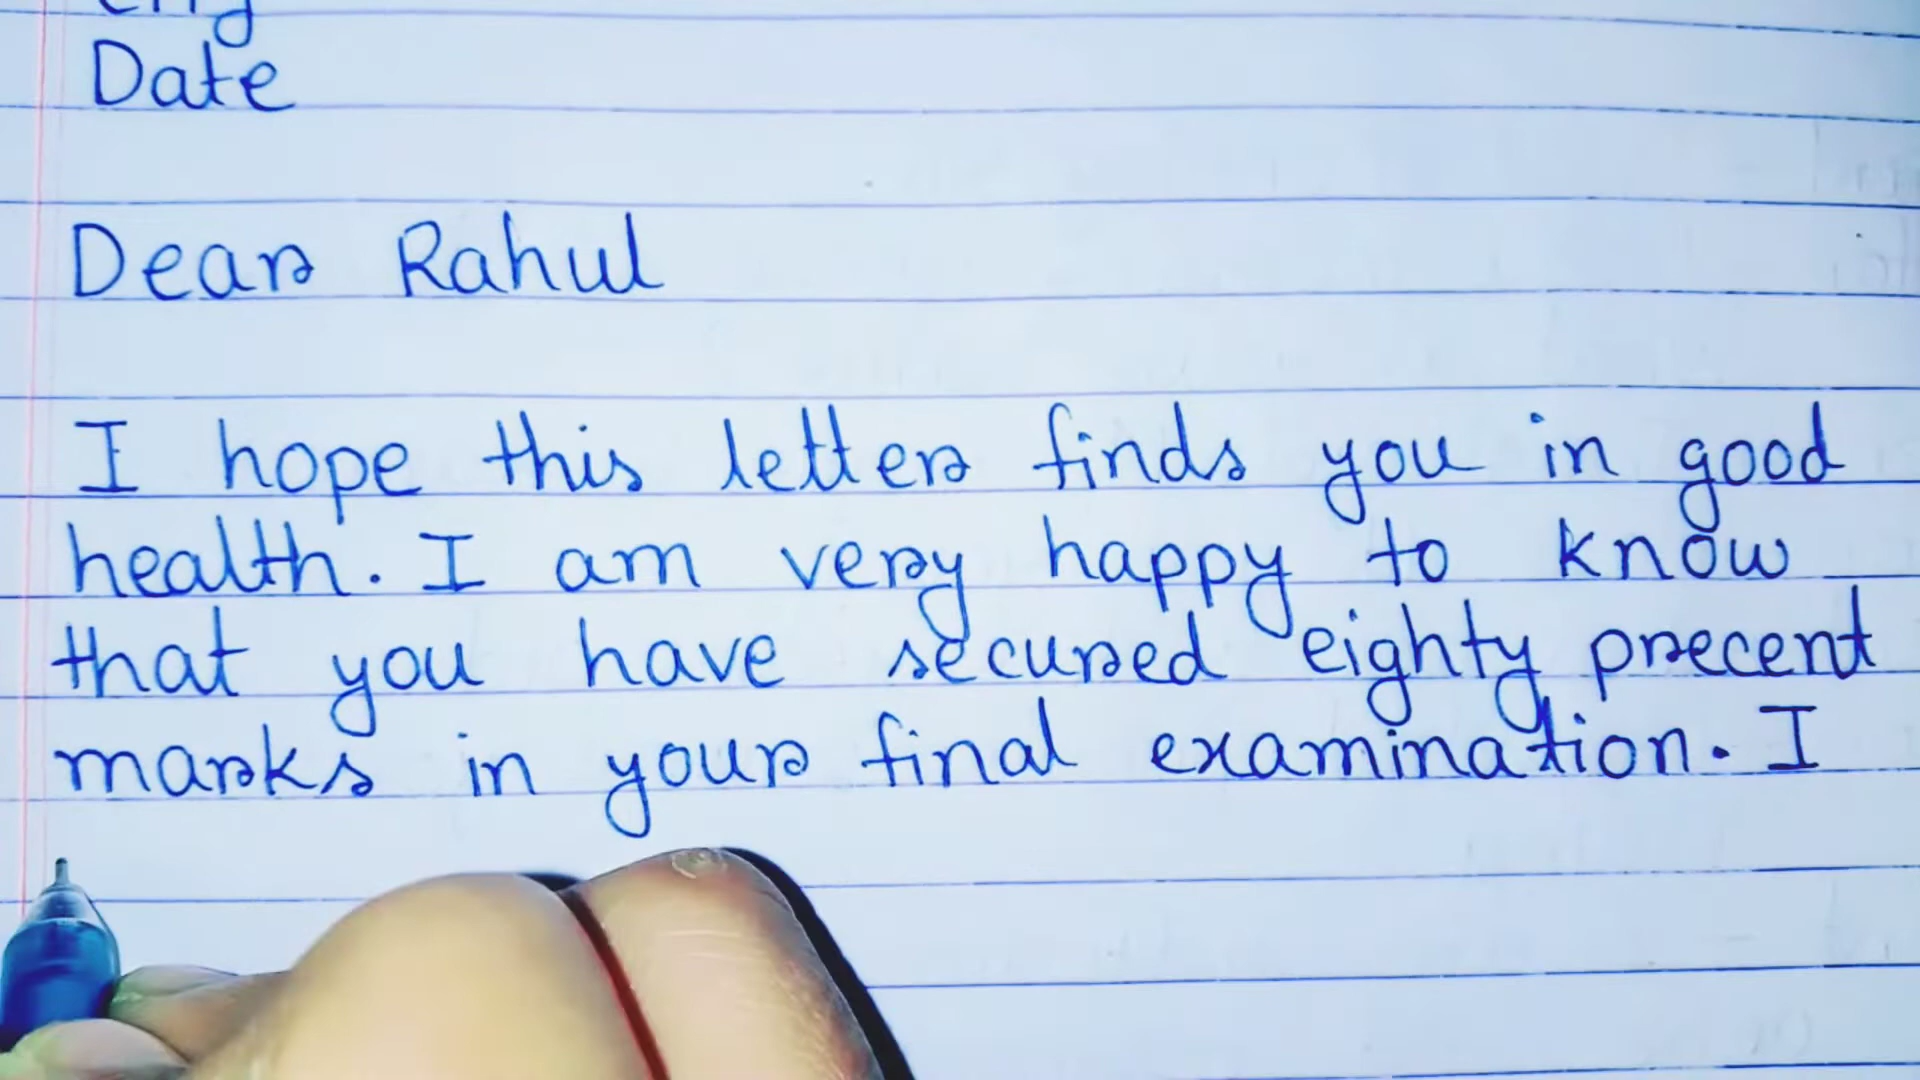 Date
Dear Rahul
I hope this letter finds you in good
health. I am very happy to know
that you have secured eighty precent
marks in your final examination. I